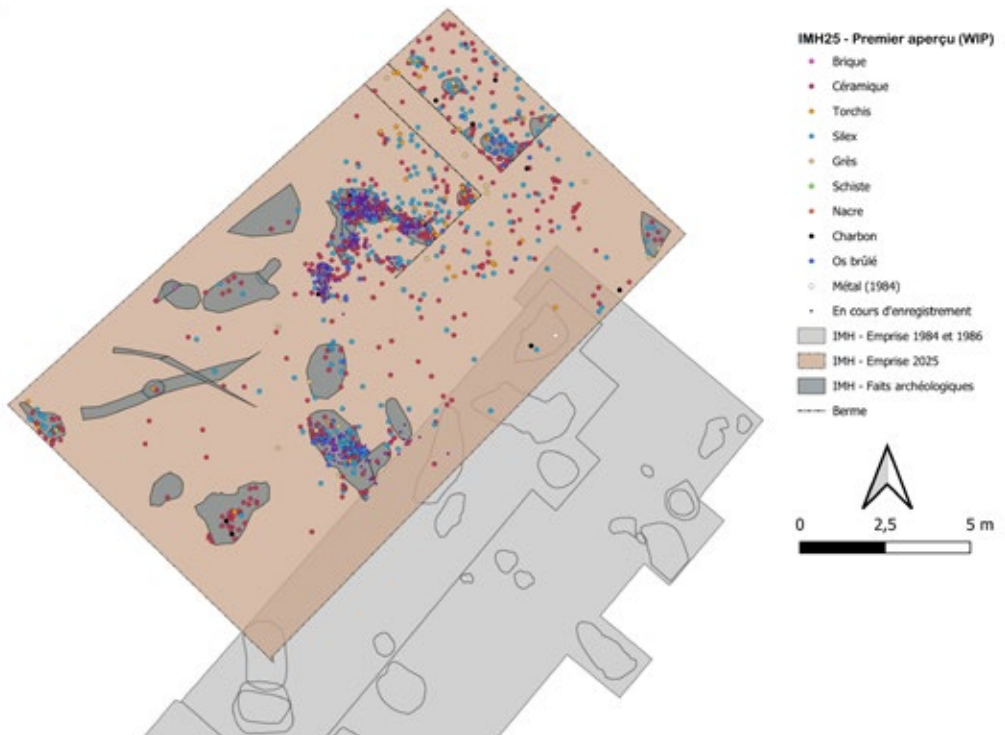 IMH25 - Premier aperçu (WIP)
Brique
Céramique
Torchis
Silex
Grès
Schiste
Nacre
Charbon
Os brûlé
Métal (1984)
En cours d'enregistrement
IMH - Emprise 1984 et 1986
IMH - Emprise 2025
IMH - Faits archéologiques
Berme
0 2,5 5 m